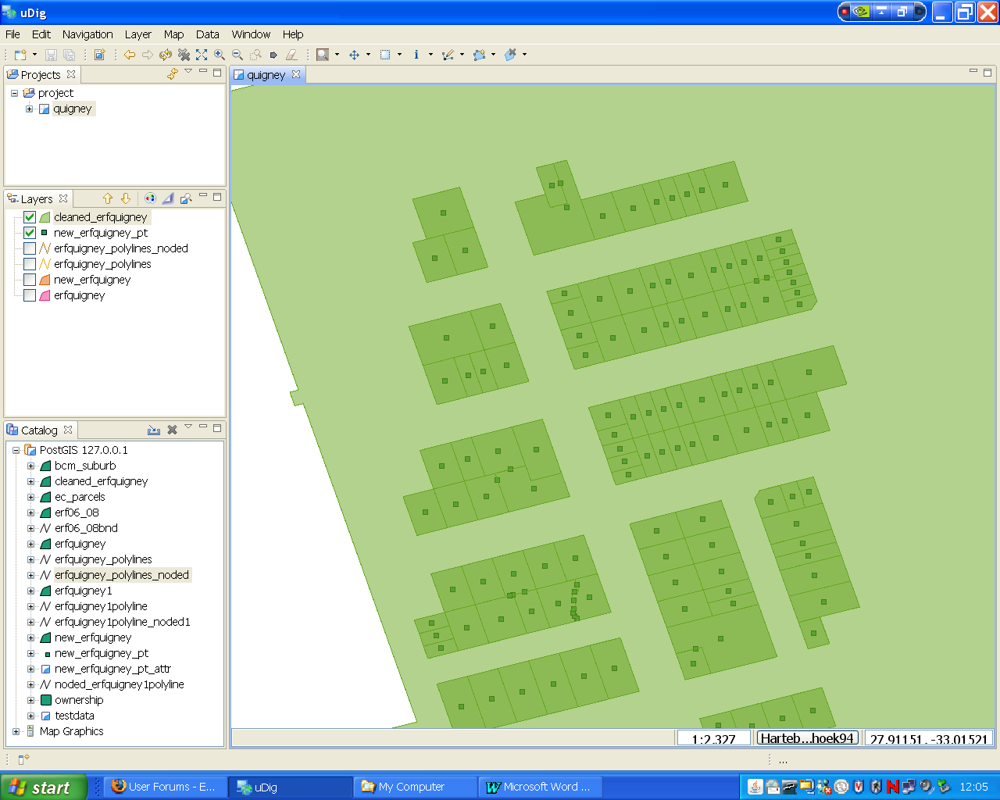 uDig
File Edit Navigation Layer Map Data Window Help
Projects
project
quigney
Layers
cleaned_erfquigney
new_erfquigney_pt
erfquigney_polylines_noded
erfquigney_polylines
new_erfquigney
erfquigney
Catalog
PostGIS 127.0.0.1
bcm_suburb
cleaned_erfquigney
ec_parcels
erf06_08
erf06_08bnd
erfquigney
erfquigney_polylines
erfquigney_polylines_noded
erfquigney1
erfquigney1polyline
erfquigney1polyline_noded1
new_erfquigney
new_erfquigney_pt
new_erfquigney_pt_attr
noded_erfquigney1polyline
ownership
testdata
Map Graphics
quigney
1:2,327 Harteb...hoek94 27.91151, -33.01521
...
start User Forums - E... uDig My Computer Microsoft Word ... 12:05